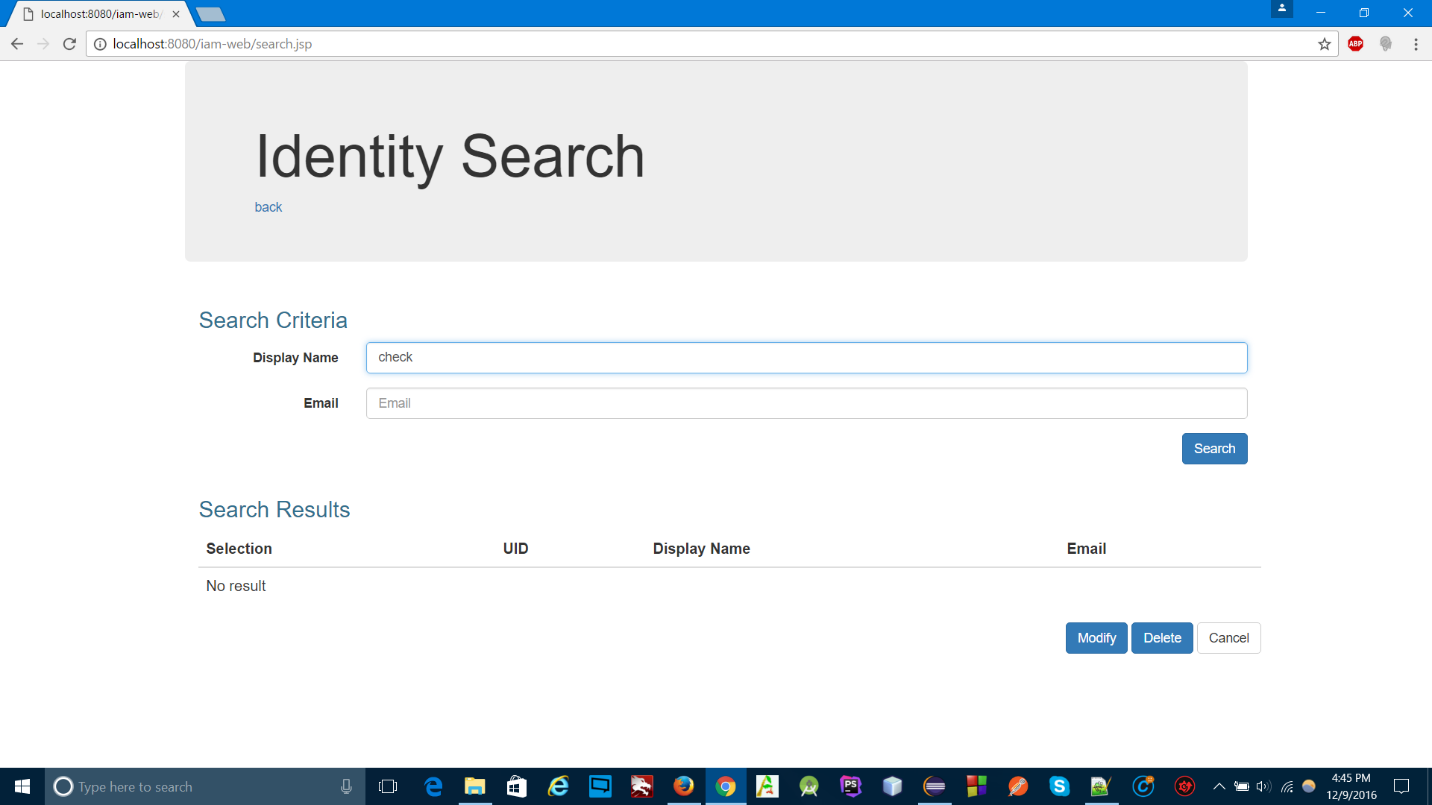 localhost:8080/iam-web/
localhost:8080/iam-web/search.jsp
ABP
Identity Search
back
Search Criteria
Display Name check
Email Email
Search
Search Results
Selection UID Display Name Email
No result
Modify Delete Cancel
Type here to search
PS
4:45 PM
12/9/2016